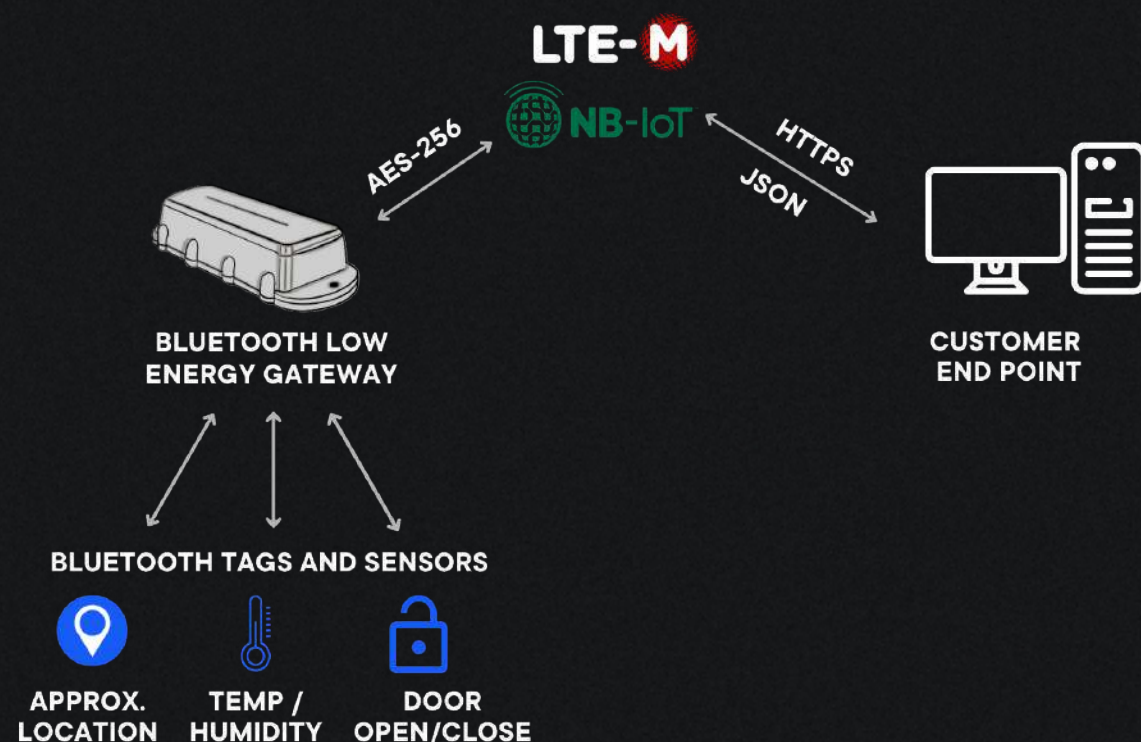 LTE-M
NB-IoT
AES-256
HTTPS
JSON
BLUETOOTH LOW
ENERGY GATEWAY
CUSTOMER
END POINT
BLUETOOTH TAGS AND SENSORS
APPROX.
LOCATION
TEMP /
HUMIDITY
DOOR
OPEN/CLOSE